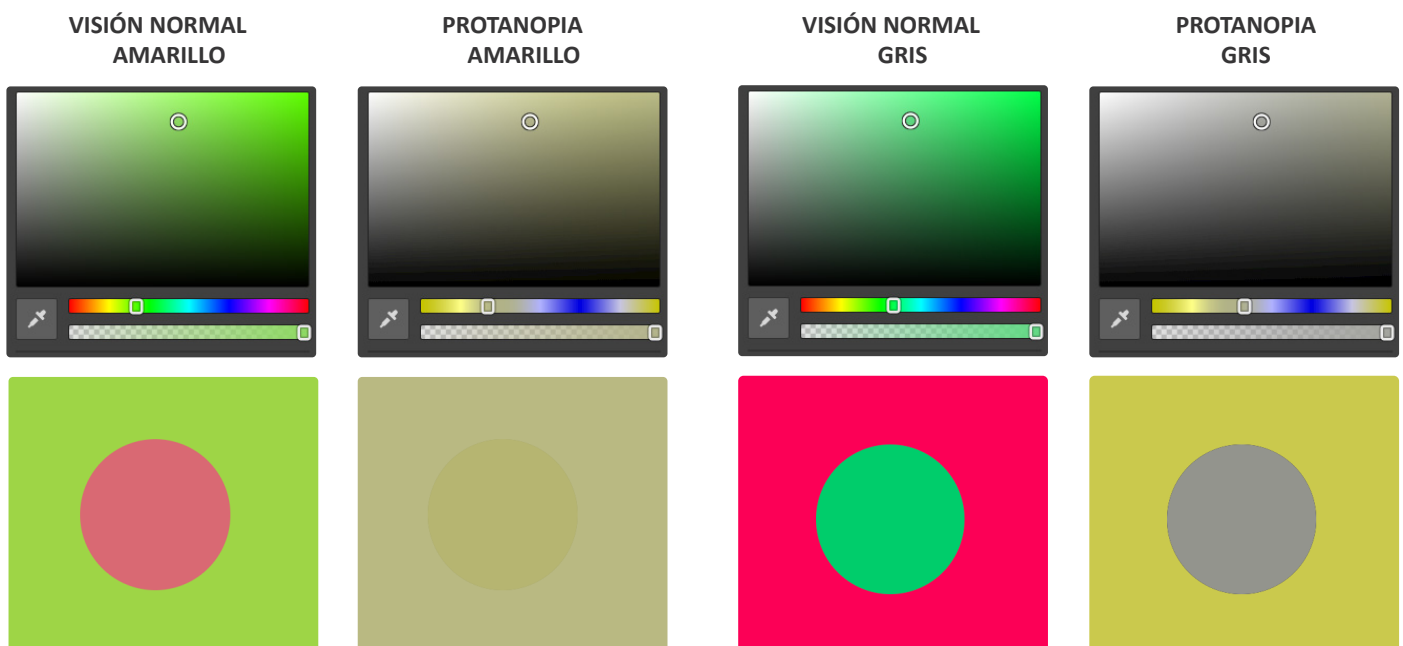 VISIÓN NORMAL
AMARILLO
PROTANOPIA
AMARILLO
VISIÓN NORMAL
GRIS
PROTANOPIA
GRIS